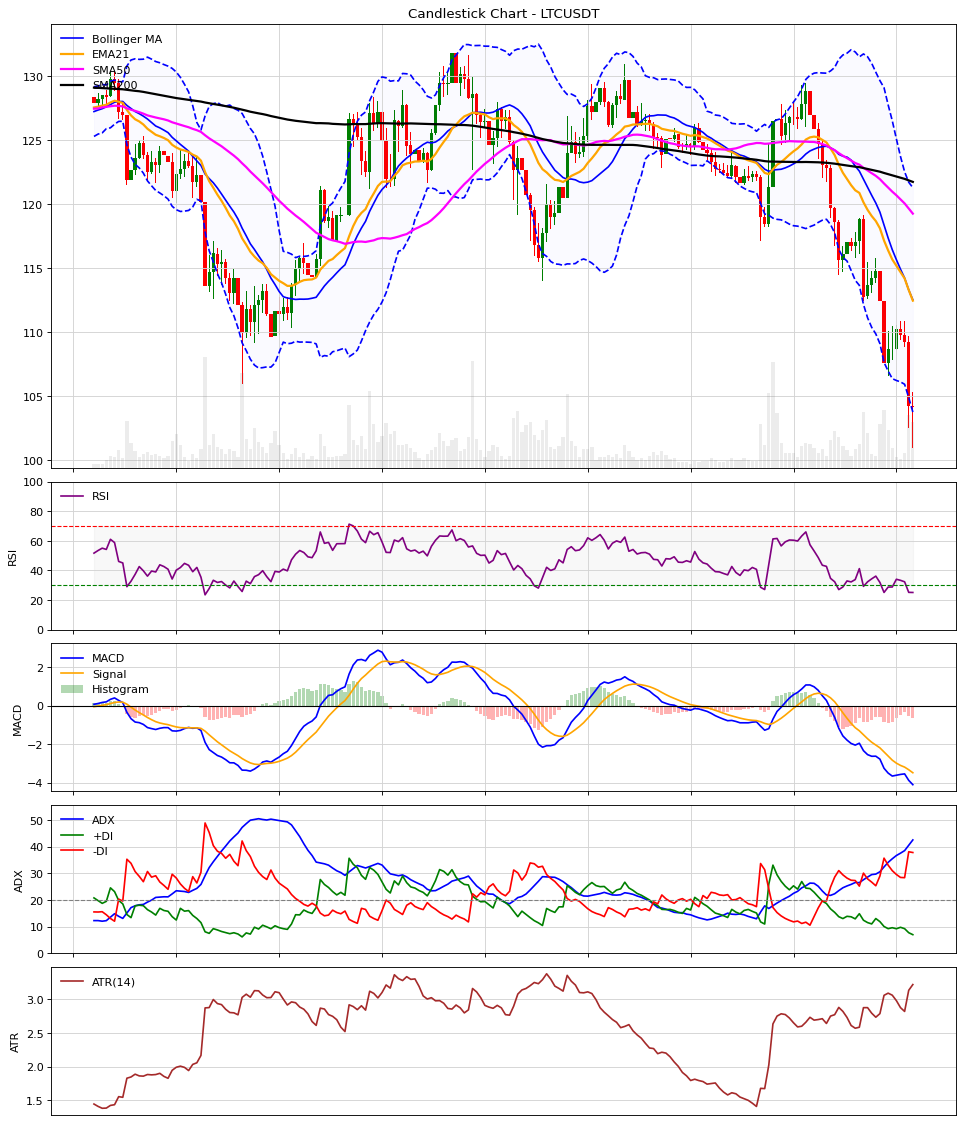 Candlestick Chart - LTCUSDT
Bollinger MA
EMA21
SMA50
SMA200
130
125
120
115
110
105
100
RSI
100
80
60
40
20
0
RSI
MACD
Signal
Histogram
2
0
−2
−4
MACD
ADX
+DI
-DI
50
40
30
20
10
0
ADX
ATR(14)
3.0
2.5
2.0
1.5
ATR